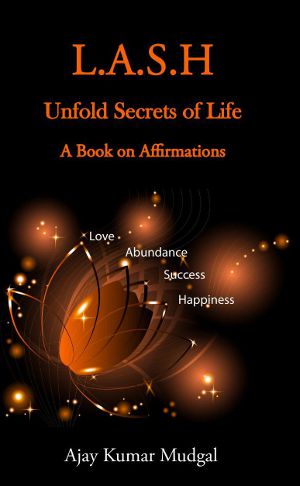 L.A.S.H
Unfold Secrets of Life
A Book on Affirmations
Love
Abundance
Success
Happiness
Ajay Kumar Mudgal